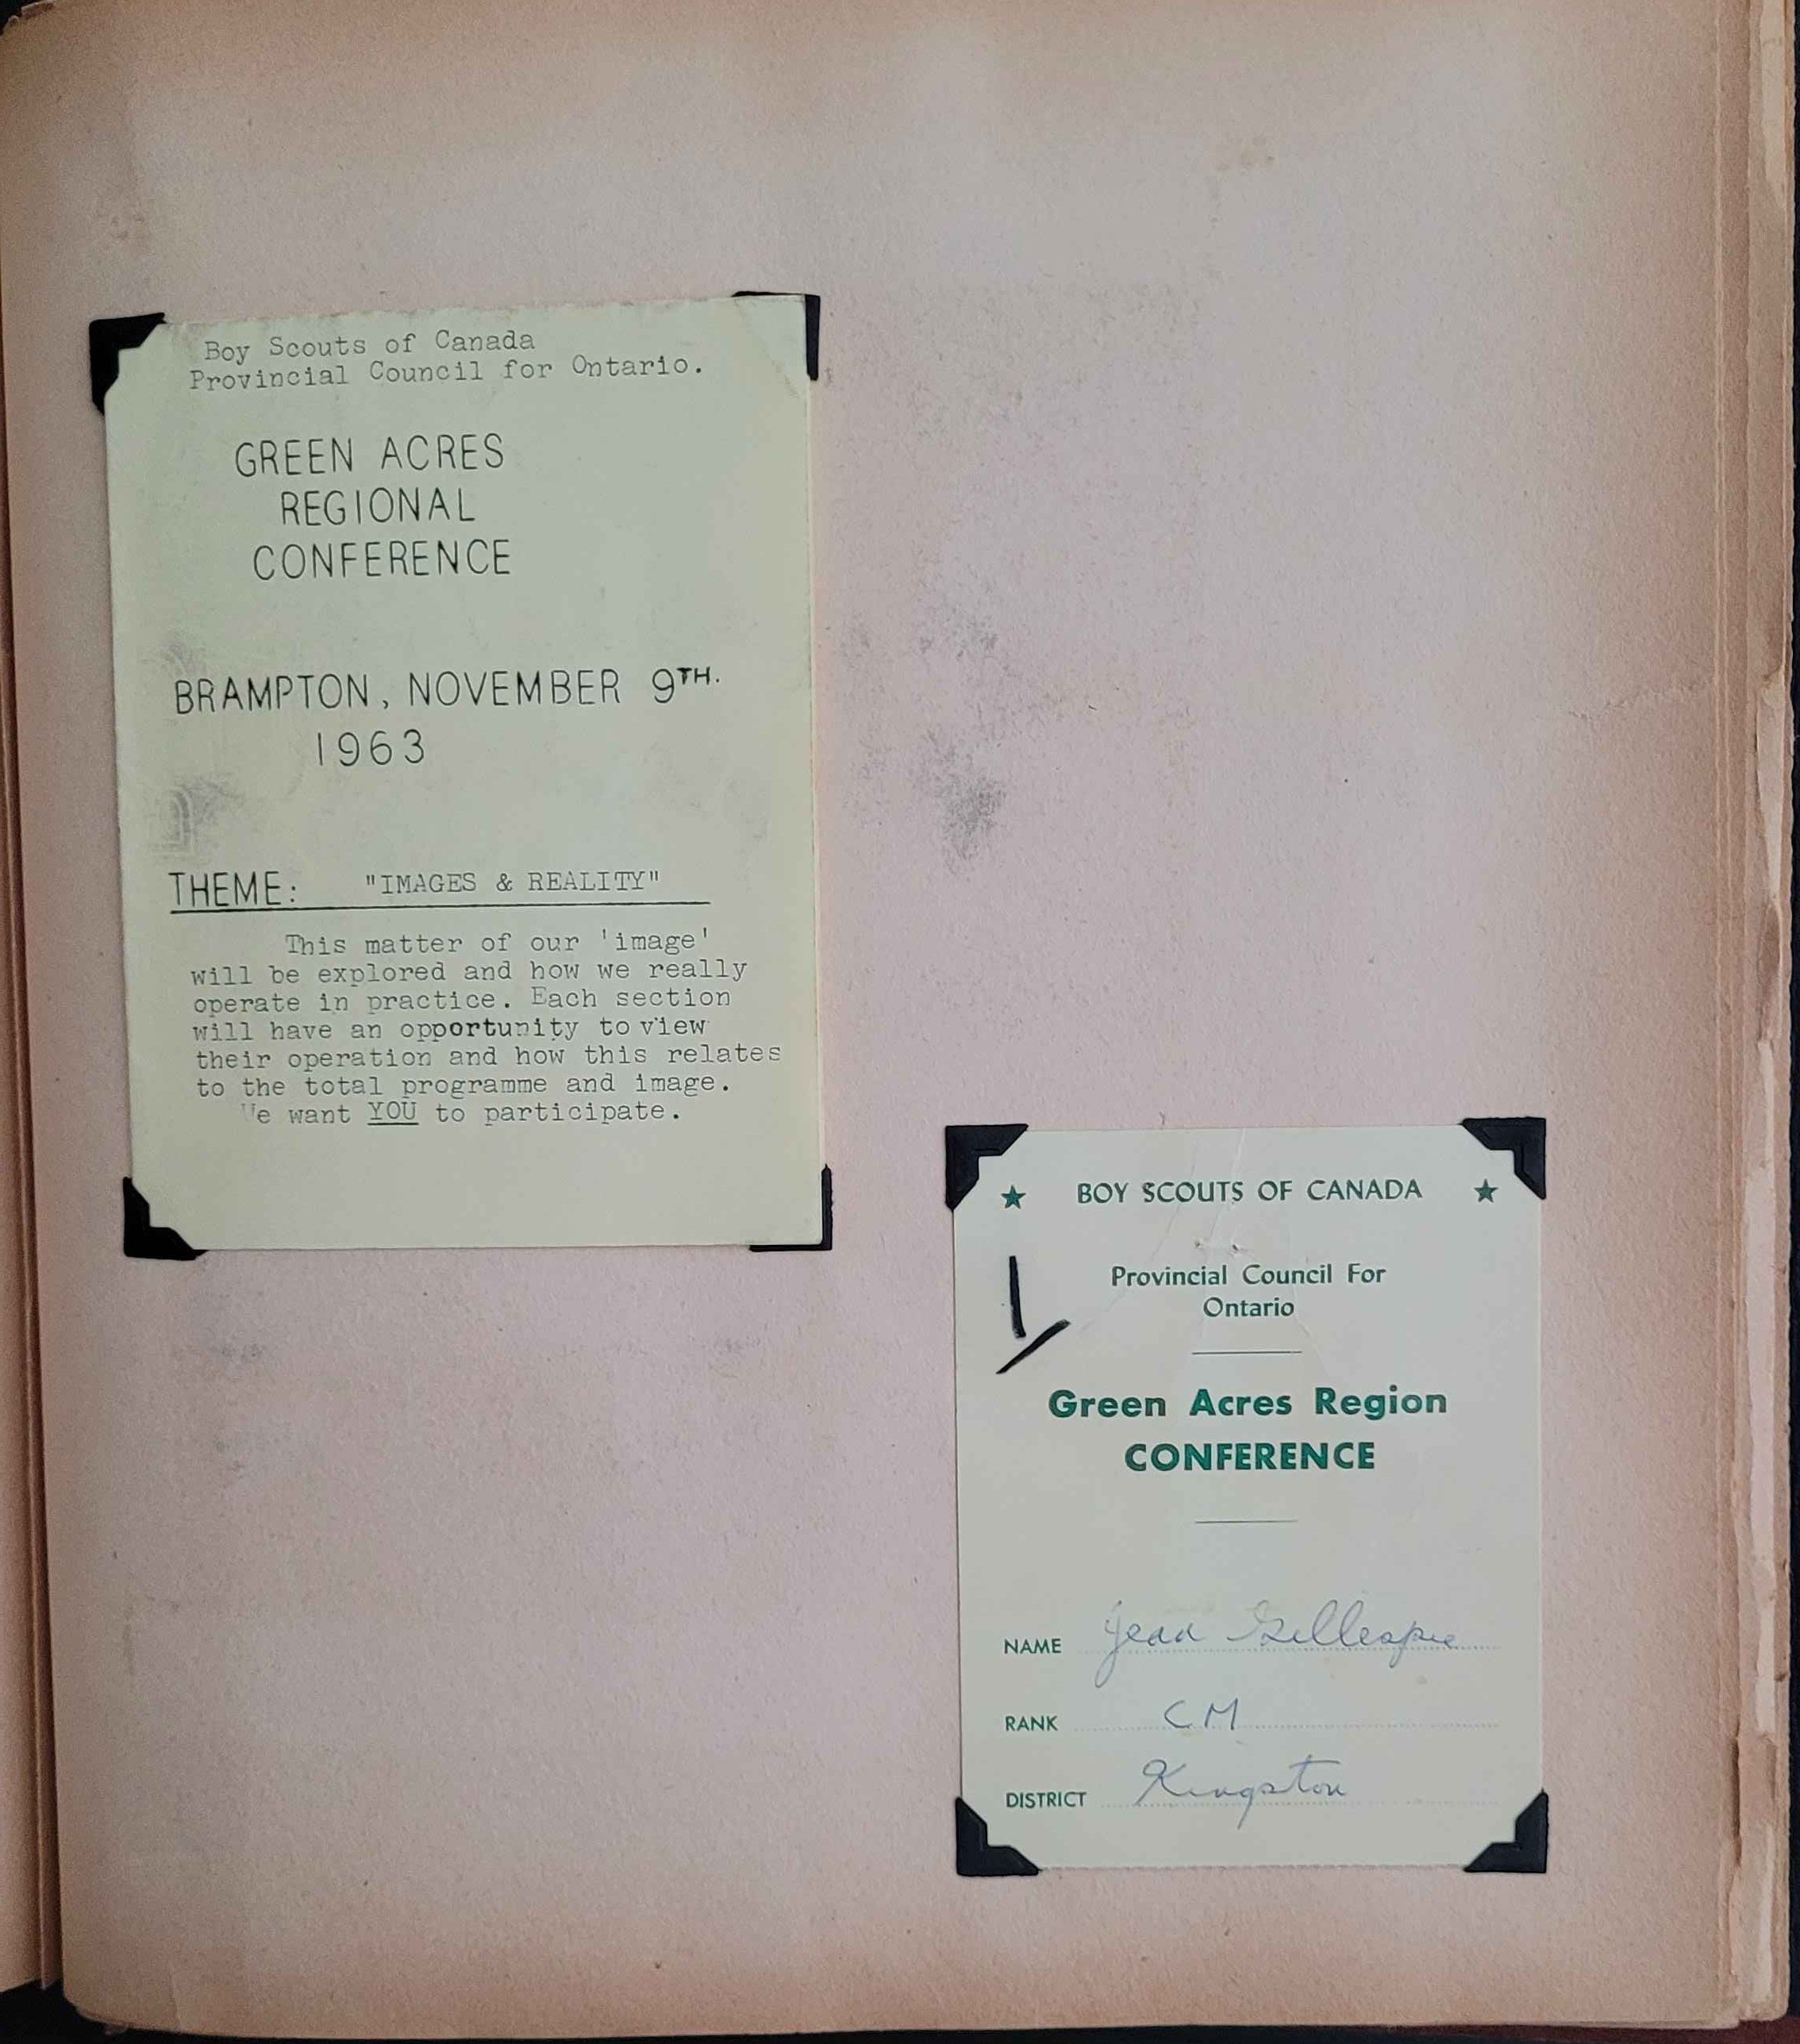 Boy Scouts of Canada
Provincial Council for Ontario.
GREEN ACRES
REGIONAL
CONFERENCE
BRAMPTON, NOVEMBER 9TH.
1963
THEME: "IMAGES & REALITY"
This matter of our 'image'
will be explored and how we really
operate in practice. Each section
will have an opportunity to view
their operation and how this relates
to the total programme and image.
We want YOU to participate.
★ BOY SCOUTS OF CANADA ★
Provincial Council For
Ontario
Green Acres Region
CONFERENCE
NAME Jean Gillespie
RANK CM
DISTRICT Kingston